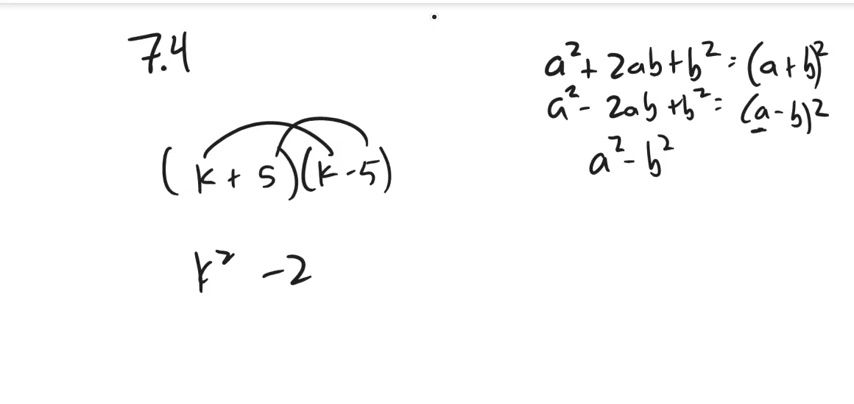 7.4
a² + 2ab + b² = (a + b)²
a² - 2ab + b² = (a - b)²
a² - b²
(k + 5)(k - 5)
k² - 2